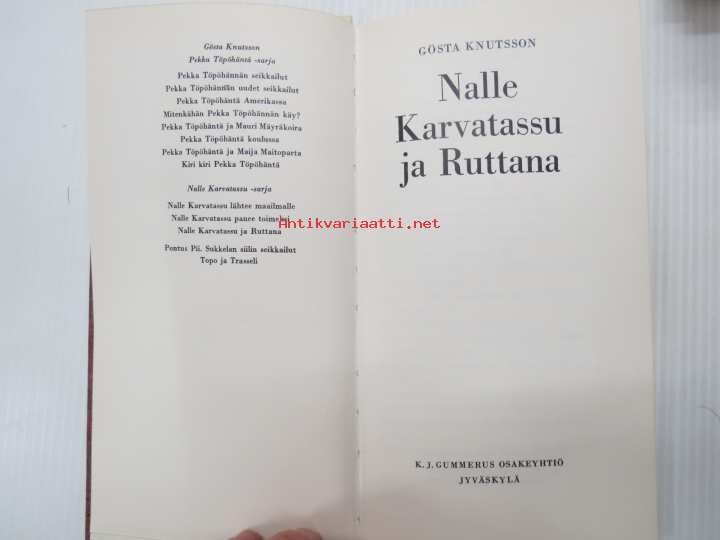 Gösta Knutsson
Pekka Töpöhäntä -sarja
Pekka Töpöhännän seikkailut
Pekka Töpöhännän uudet seikkailut
Pekka Töpöhäntä Amerikassa
Mitenkähän Pekka Töpöhännän käy?
Pekka Töpöhäntä ja Mauri Mäyräkoira
Pekka Töpöhäntä koulussa
Pekka Töpöhäntä ja Maija Maitoparta
Kiri kiri Pekka Töpöhäntä
Nalle Karvatassu -sarja
Nalle Karvatassu lähtee maailmalle
Nalle Karvatassu panee toimeksi
Nalle Karvatassu ja Ruttana
Pontus Pii. Sukkelan siilin seikkailut
Topo ja Trasseli
Antikvariaatti.net
GÖSTA KNUTSSON
Nalle
Karvatassu
ja Ruttana
K. J. GUMMERUS OSAKEYHTIÖ
JYVÄSKYLÄ